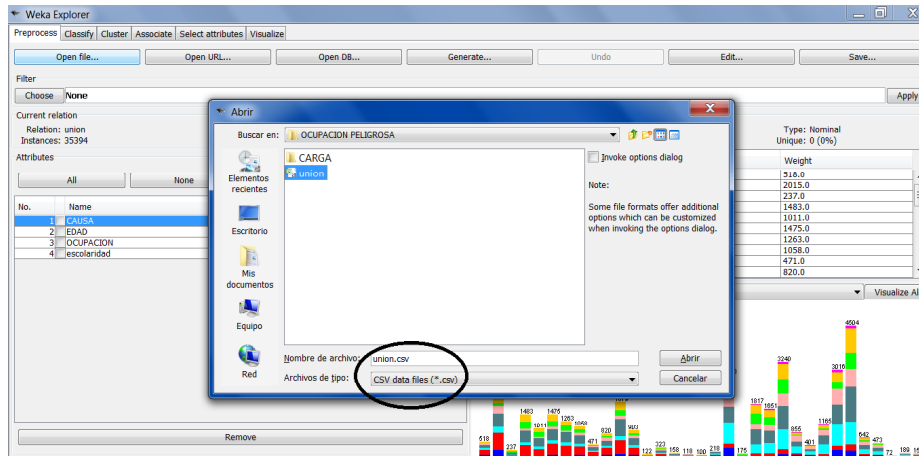 Weka Explorer
Preprocess Classify Cluster Associate Select attributes Visualize
Open file... Open URL... Open DB... Generate... Undo Edit... Save...
Filter
Choose None Apply
Current relation
Relation: union
Instances: 35394
Type: Nominal
Unique: 0 (0%)
Attributes
All None
No. Name
1 CAUSA
2 EDAD
3 OCUPACION
4 escolaridad
Remove
Abrir
Buscar en: OCUPACION PELIGROSA
Elementos recientes
Escritorio
Mis documentos
Equipo
Red
CARGA
union
Invoke options dialog
Note:
Some file formats offer additional
options which can be customized
when invoking the options dialog.
Nombre de archivo: union.csv
Archivos de tipo: CSV data files (*.csv)
Abrir
Cancelar
Weight
518.0
2015.0
237.0
1483.0
1011.0
1475.0
1263.0
1058.0
471.0
820.0
Visualize Al
4504
3240
3016
1817 1651
1483 1475
1011 1263 1058
1165
518 237 471 820 903 122 323 158 118 100 218 175 855 401 642 473 72 189